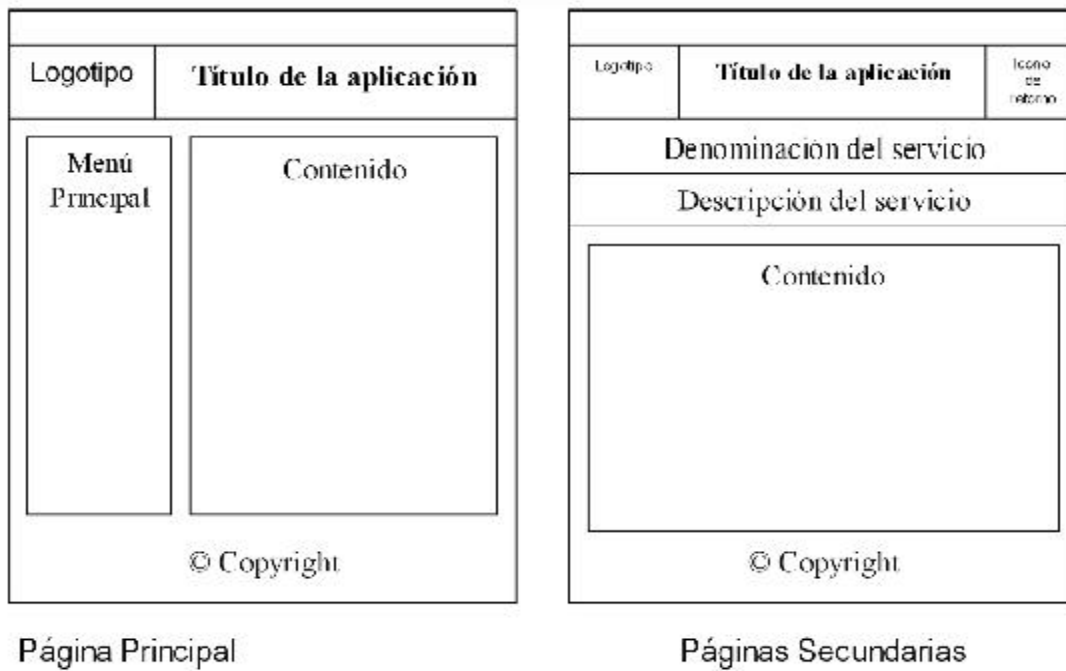 Logotipo
Título de la aplicación
Menú
Principal
Contenido
© Copyright
Página Principal
Logotipo
Título de la aplicación
Icono
de
retorno
Denominación del servicio
Descripción del servicio
Contenido
© Copyright
Páginas Secundarias